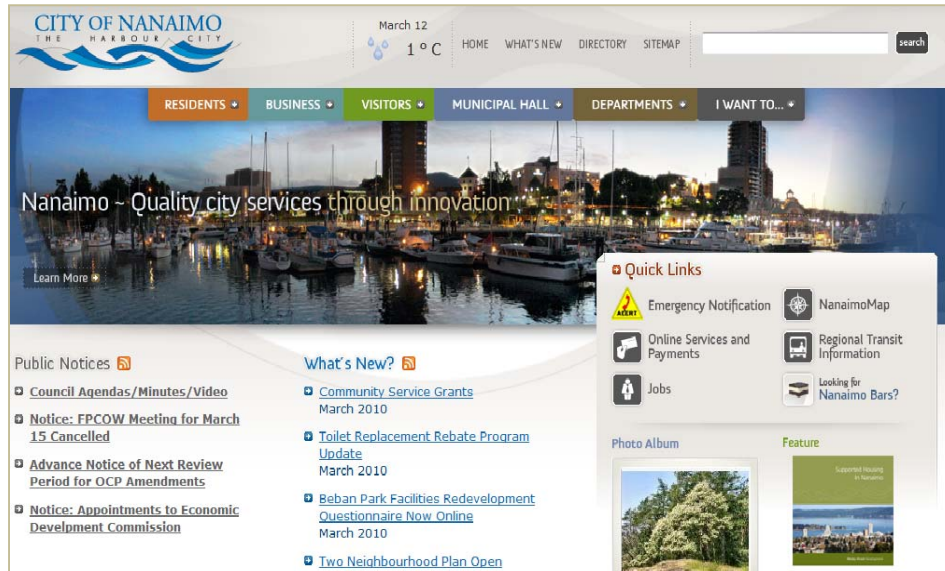 CITY OF NANAIMO
THE HARBOUR CITY
March 12
1 ° C
HOME
WHAT'S NEW
DIRECTORY
SITEMAP
search
RESIDENTS
BUSINESS
VISITORS
MUNICIPAL HALL
DEPARTMENTS
I WANT TO...
Nanaimo ~ Quality city services through innovation
Learn More
Quick Links
ALERT
Emergency Notification
NanaimoMap
Online Services and
Payments
Regional Transit
Information
Jobs
Looking for
Nanaimo Bars?
Public Notices
Council Agendas/Minutes/Video
Notice: FPCOW Meeting for March
15 Cancelled
Advance Notice of Next Review
Period for OCP Amendments
Notice: Appointments to Economic
Develpment Commission
What's New?
Community Service Grants
March 2010
Toilet Replacement Rebate Program
Update
March 2010
Beban Park Facilities Redevelopment
Questionnaire Now Online
March 2010
Two Neighbourhood Plan Open
Photo Album
Feature
Supported Housing
In Nanaimo